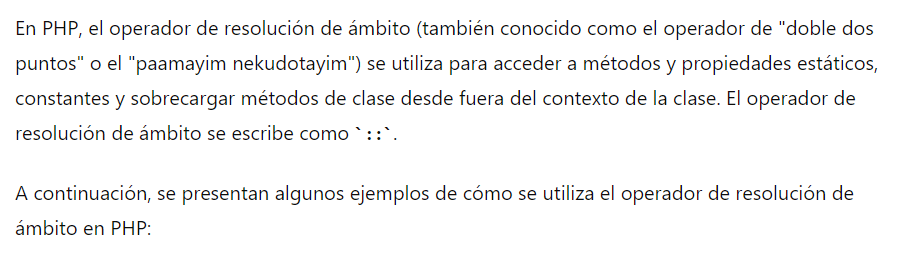 En PHP, el operador de resolución de ámbito (también conocido como el operador de "doble dos
puntos" o el "paamayim nekudotayim") se utiliza para acceder a métodos y propiedades estáticos,
constantes y sobrecargar métodos de clase desde fuera del contexto de la clase. El operador de
resolución de ámbito se escribe como `::`.
A continuación, se presentan algunos ejemplos de cómo se utiliza el operador de resolución de
ámbito en PHP: